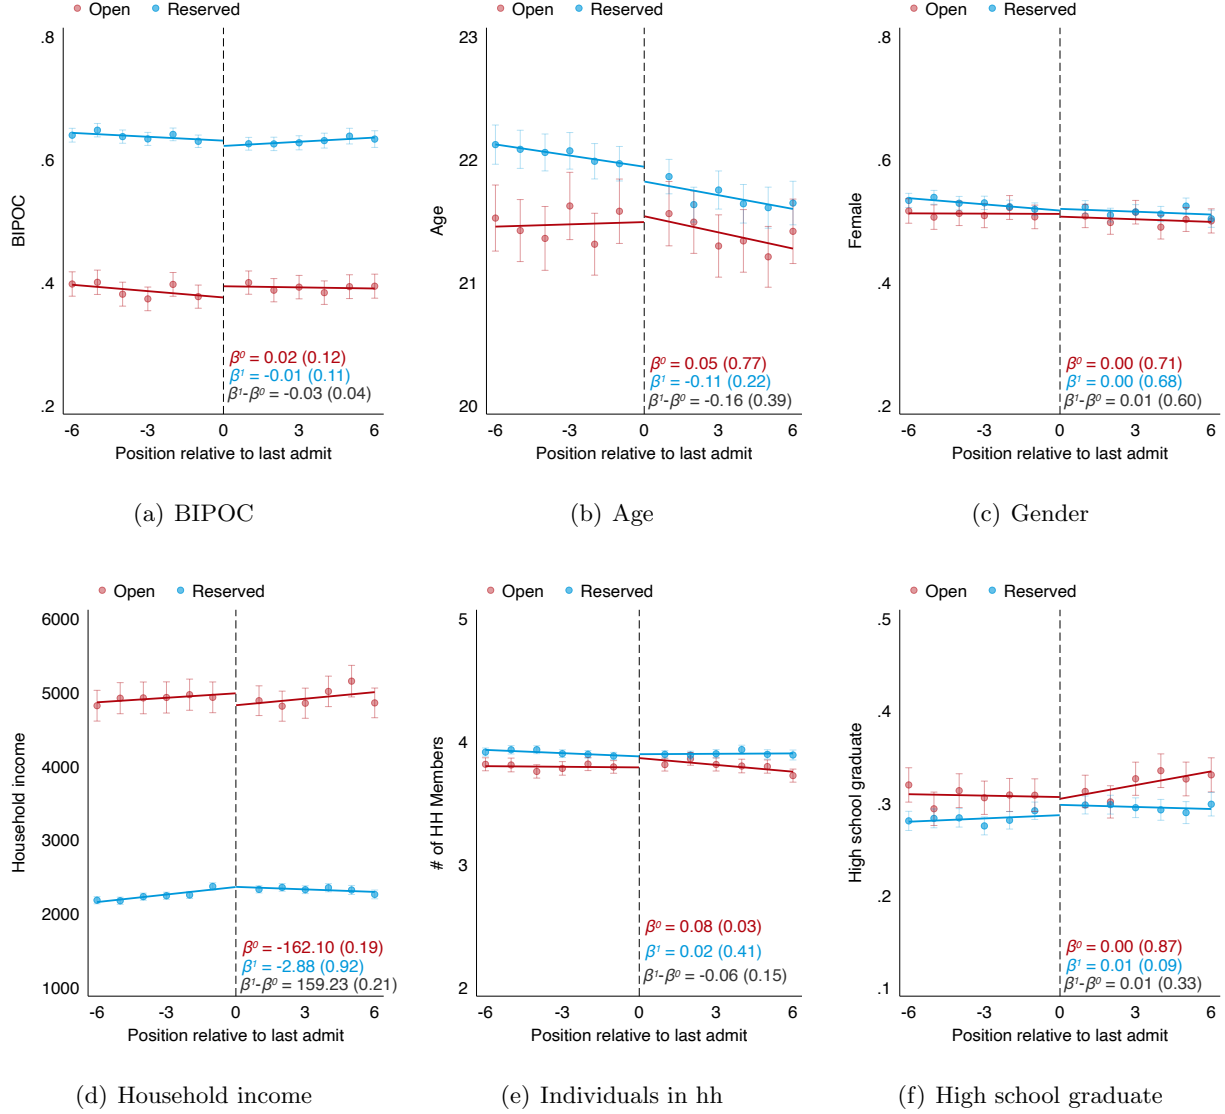 Open Reserved
.8
.6
.4
.2
BIPOC
-6 -3 0 3 6
Position relative to last admit
β⁰ = 0.02 (0.12)
β¹ = -0.01 (0.11)
β¹-β⁰ = -0.03 (0.04)
(a) BIPOC
Open Reserved
23
22
21
20
Age
-6 -3 0 3 6
Position relative to last admit
β⁰ = 0.05 (0.77)
β¹ = -0.11 (0.22)
β¹-β⁰ = -0.16 (0.39)
(b) Age
Open Reserved
.8
.6
.4
.2
Female
-6 -3 0 3 6
Position relative to last admit
β⁰ = 0.00 (0.71)
β¹ = 0.00 (0.68)
β¹-β⁰ = 0.01 (0.60)
(c) Gender
Open Reserved
6000
5000
4000
3000
2000
1000
Household income
-6 -3 0 3 6
Position relative to last admit
β⁰ = -162.10 (0.19)
β¹ = -2.88 (0.92)
β¹-β⁰ = 159.23 (0.21)
(d) Household income
Open Reserved
5
4
3
2
# of HH Members
-6 -3 0 3 6
Position relative to last admit
β⁰ = 0.08 (0.03)
β¹ = 0.02 (0.41)
β¹-β⁰ = -0.06 (0.15)
(e) Individuals in hh
Open Reserved
.5
.4
.3
.2
.1
High school graduate
-6 -3 0 3 6
Position relative to last admit
β⁰ = 0.00 (0.87)
β¹ = 0.01 (0.09)
β¹-β⁰ = 0.01 (0.33)
(f) High school graduate